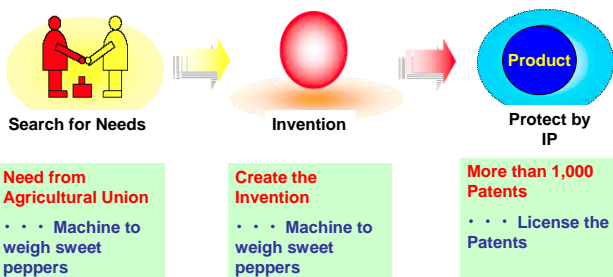 Product
Search for Needs
Invention
Protect by
IP
Need from
Agricultural Union
・・・ Machine to
weigh sweet
peppers
Create the
Invention
・・・ Machine to
weigh sweet
peppers
More than 1,000
Patents
・・・ License the
Patents